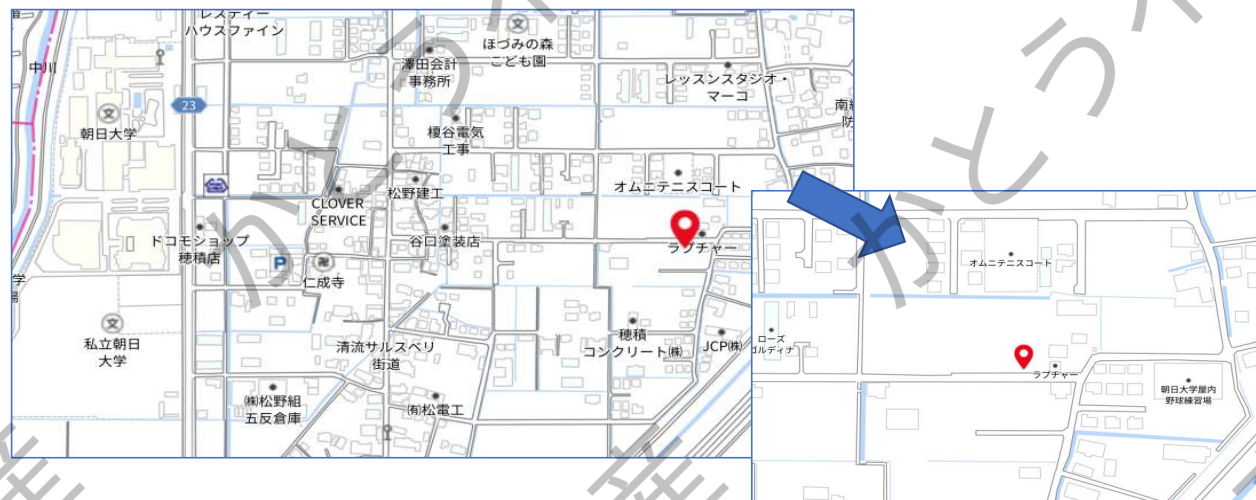 レスティー
ハウスファイン
ほづみの森
こども園
中川
澤田会計
事務所
レッスンスタジオ・
マーコ
23
朝日大学
榎谷電気
工事
オムニテニスコート
松野建工
CLOVER
SERVICE
ドコモショップ
穂積店
谷口塗装店
ラブチャー
P
仁成寺
私立朝日
大学
清流サルスベリ
街道
穂積
コンクリート㈱
JCP㈱
㈱松野組
五反倉庫
㈲松電工
オムニテニスコート
ローズ
ラブチャー
朝日大学屋内
野球練習場
かとう
かとう
産
産